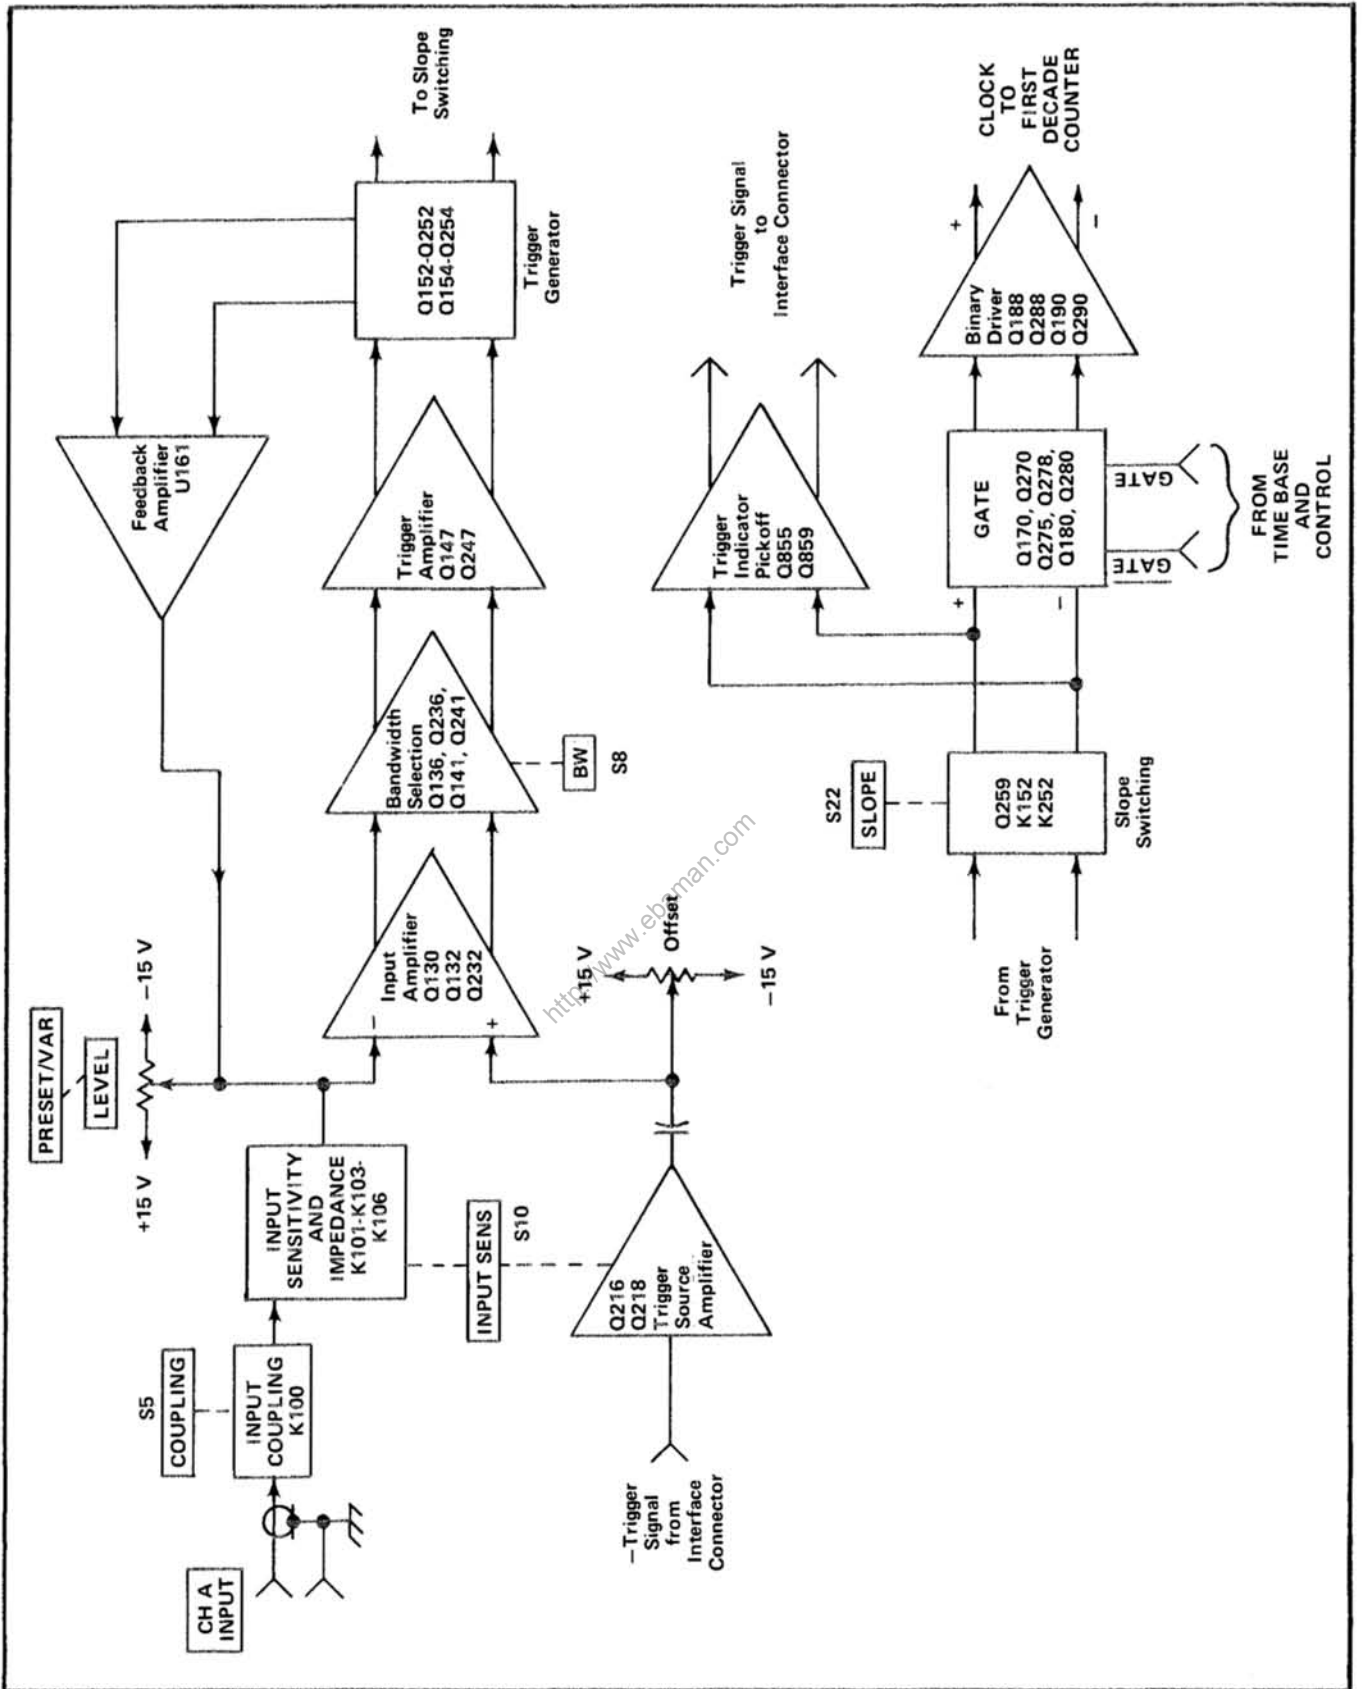 PRESET/VAR
LEVEL
+15 V
−15 V
Feedback
Amplifier
U161
To Slope
Switching
S5
COUPLING
CH A
INPUT
INPUT
COUPLING
K100
INPUT
SENSITIVITY
AND
IMPEDANCE
K101-K103-
K106
Input
Amplifier
Q130
Q132
Q232
−
+
Bandwidth
Selection
Q136, Q236,
Q141, Q241
BW
S8
Trigger
Amplifier
Q147
Q247
Q152-Q252
Q154-Q254
Trigger
Generator
INPUT SENS
S10
−Trigger
Signal
from
Interface
Connector
Q216
Q218
Trigger
Source
Amplifier
+15 V
Offset
−15 V
http://www.ebaman.com
Trigger
Indicator
Pickoff
Q855
Q859
Trigger Signal
to
Interface Connector
From
Trigger
Generator
S22
SLOPE
Q259
K152
K252
Slope
Switching
+
−
GATE
Q170, Q270
Q275, Q278,
Q180, Q280
GATE
GATE
FROM
TIME BASE
AND
CONTROL
Binary
Driver
Q188
Q288
Q190
Q290
+
−
CLOCK
TO
FIRST
DECADE
COUNTER